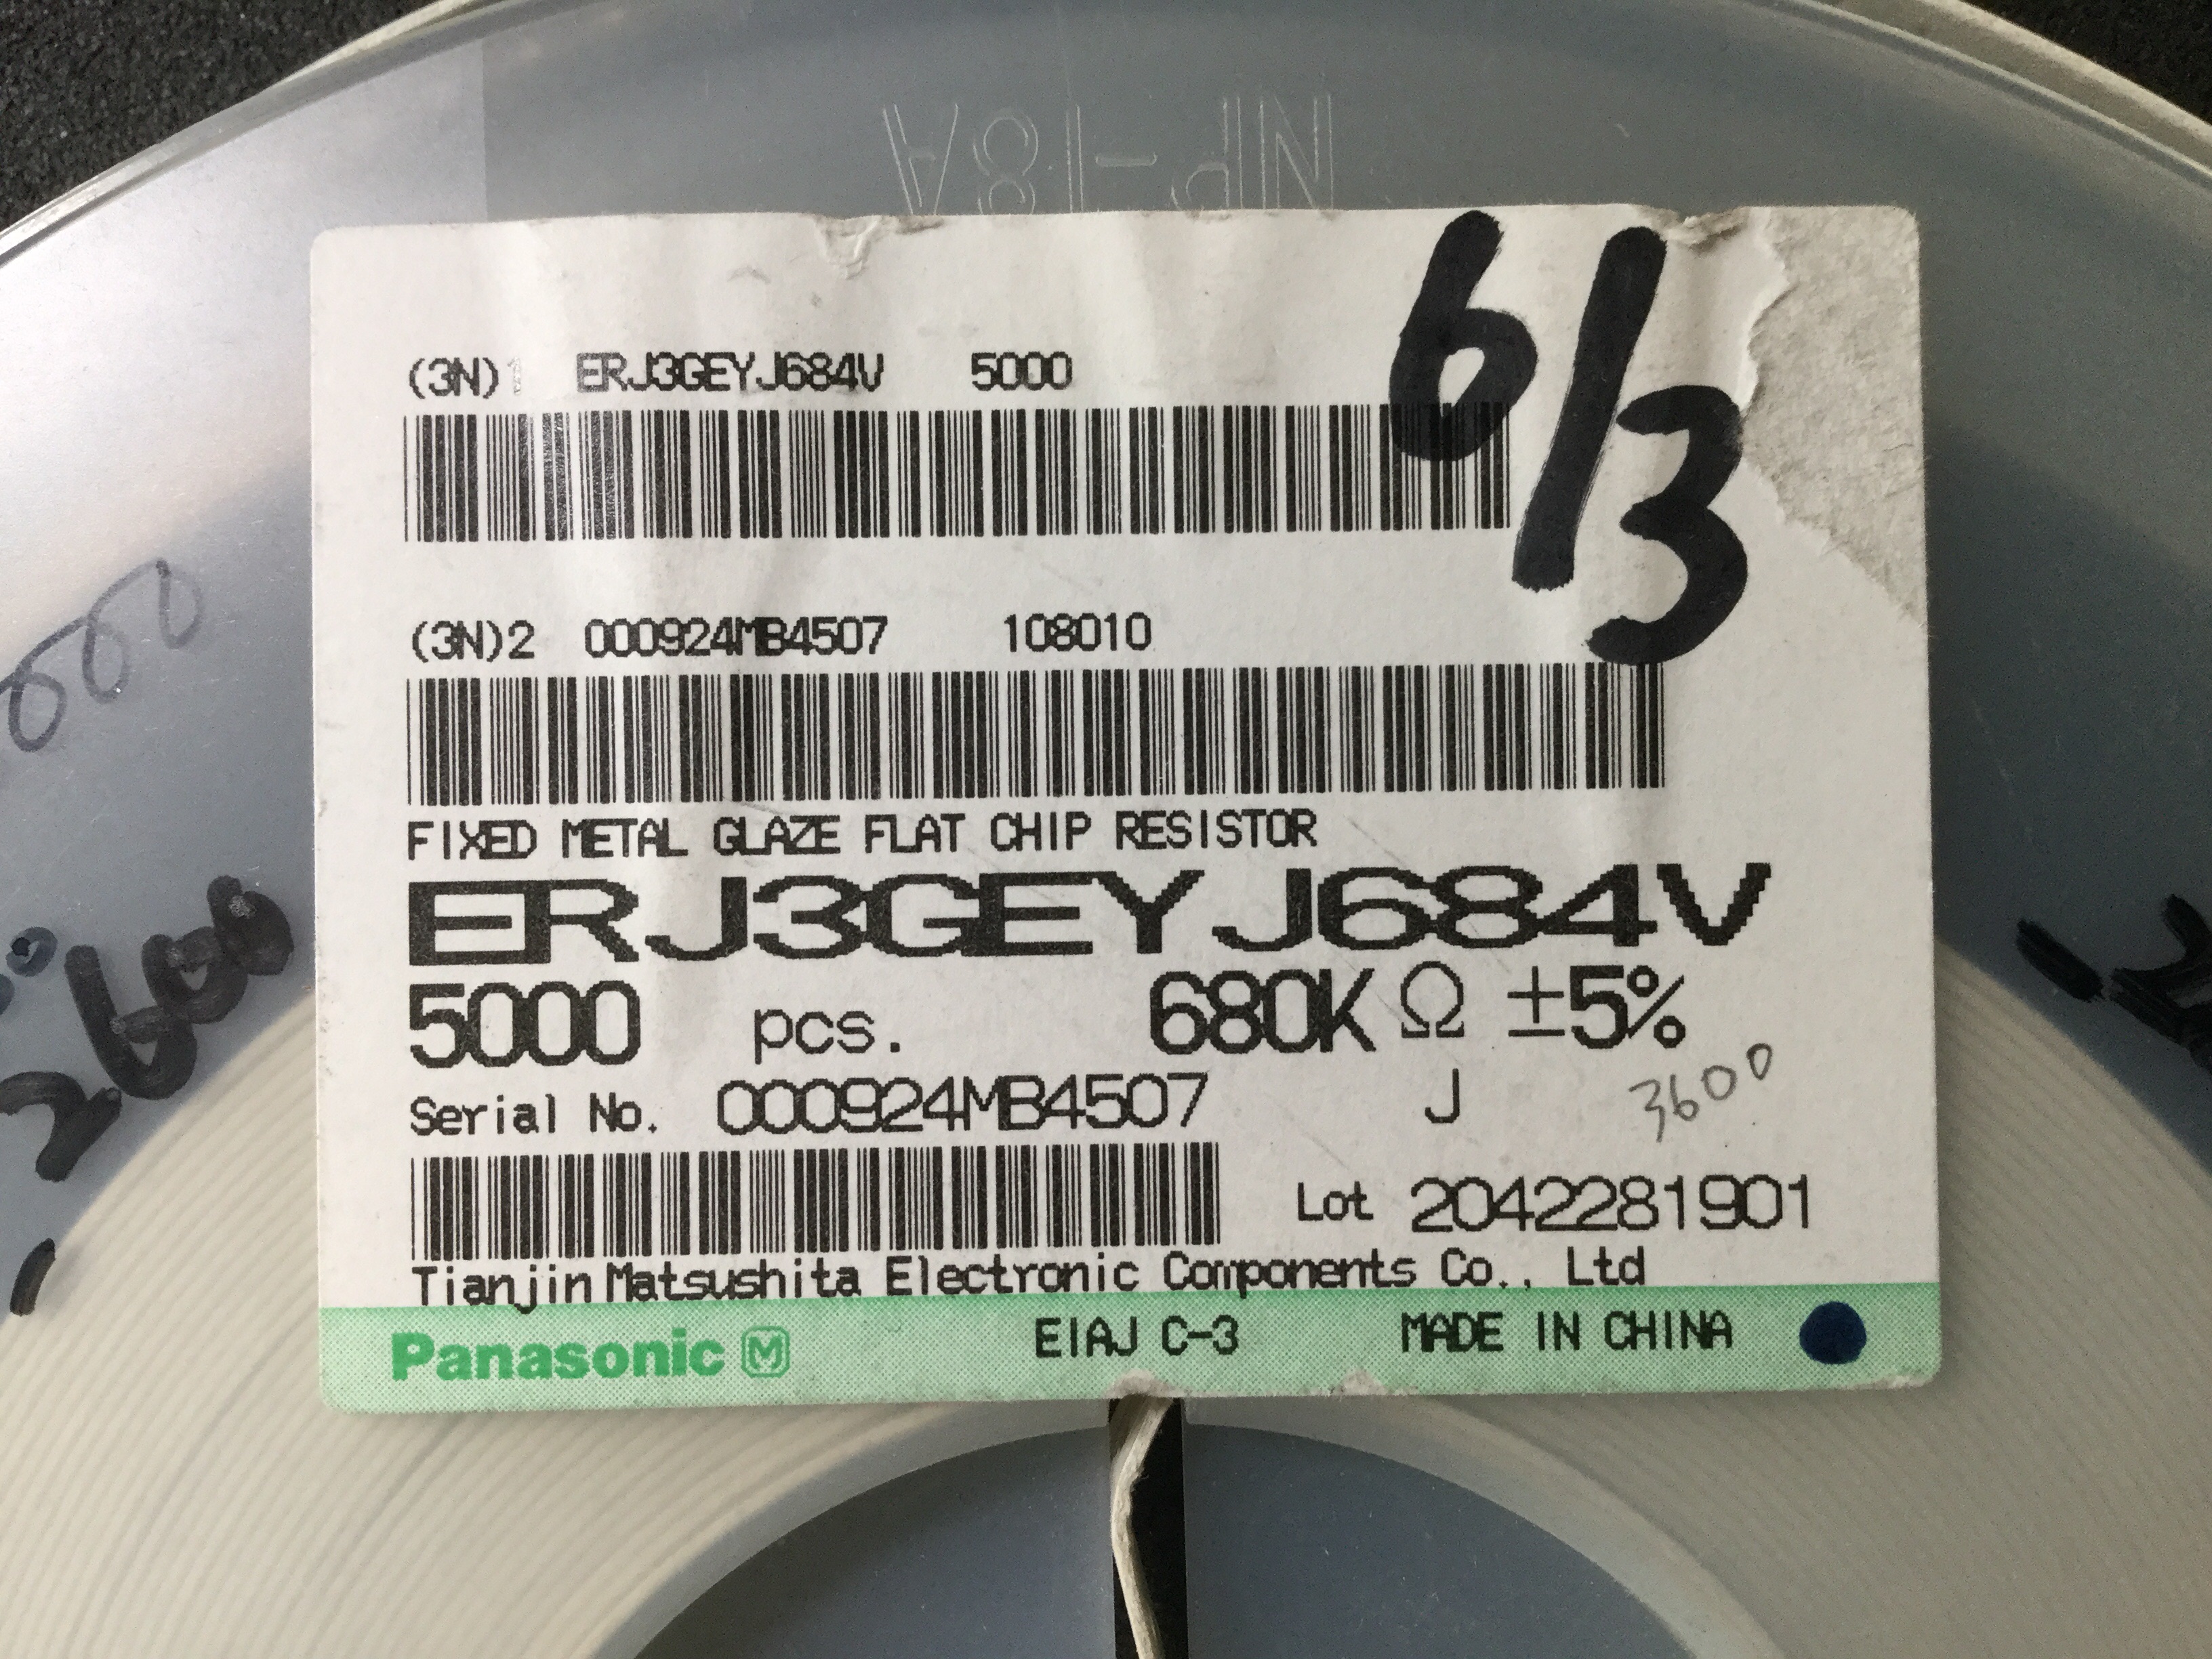 NP-18A
6/3
(3N)1 ERJ3GEYJ684V 5000
(3N)2 000924MB4507 108010
FIXED METAL GLAZE FLAT CHIP RESISTOR
ERJ3GEYJ684V
5000 pcs. 680KΩ ±5%
Serial No. 000924MB4507 J 3600
Lot 2042281901
Tianjin Matsushita Electronic Components Co., Ltd
Panasonic M EIAJ C-3 MADE IN CHINA
3600